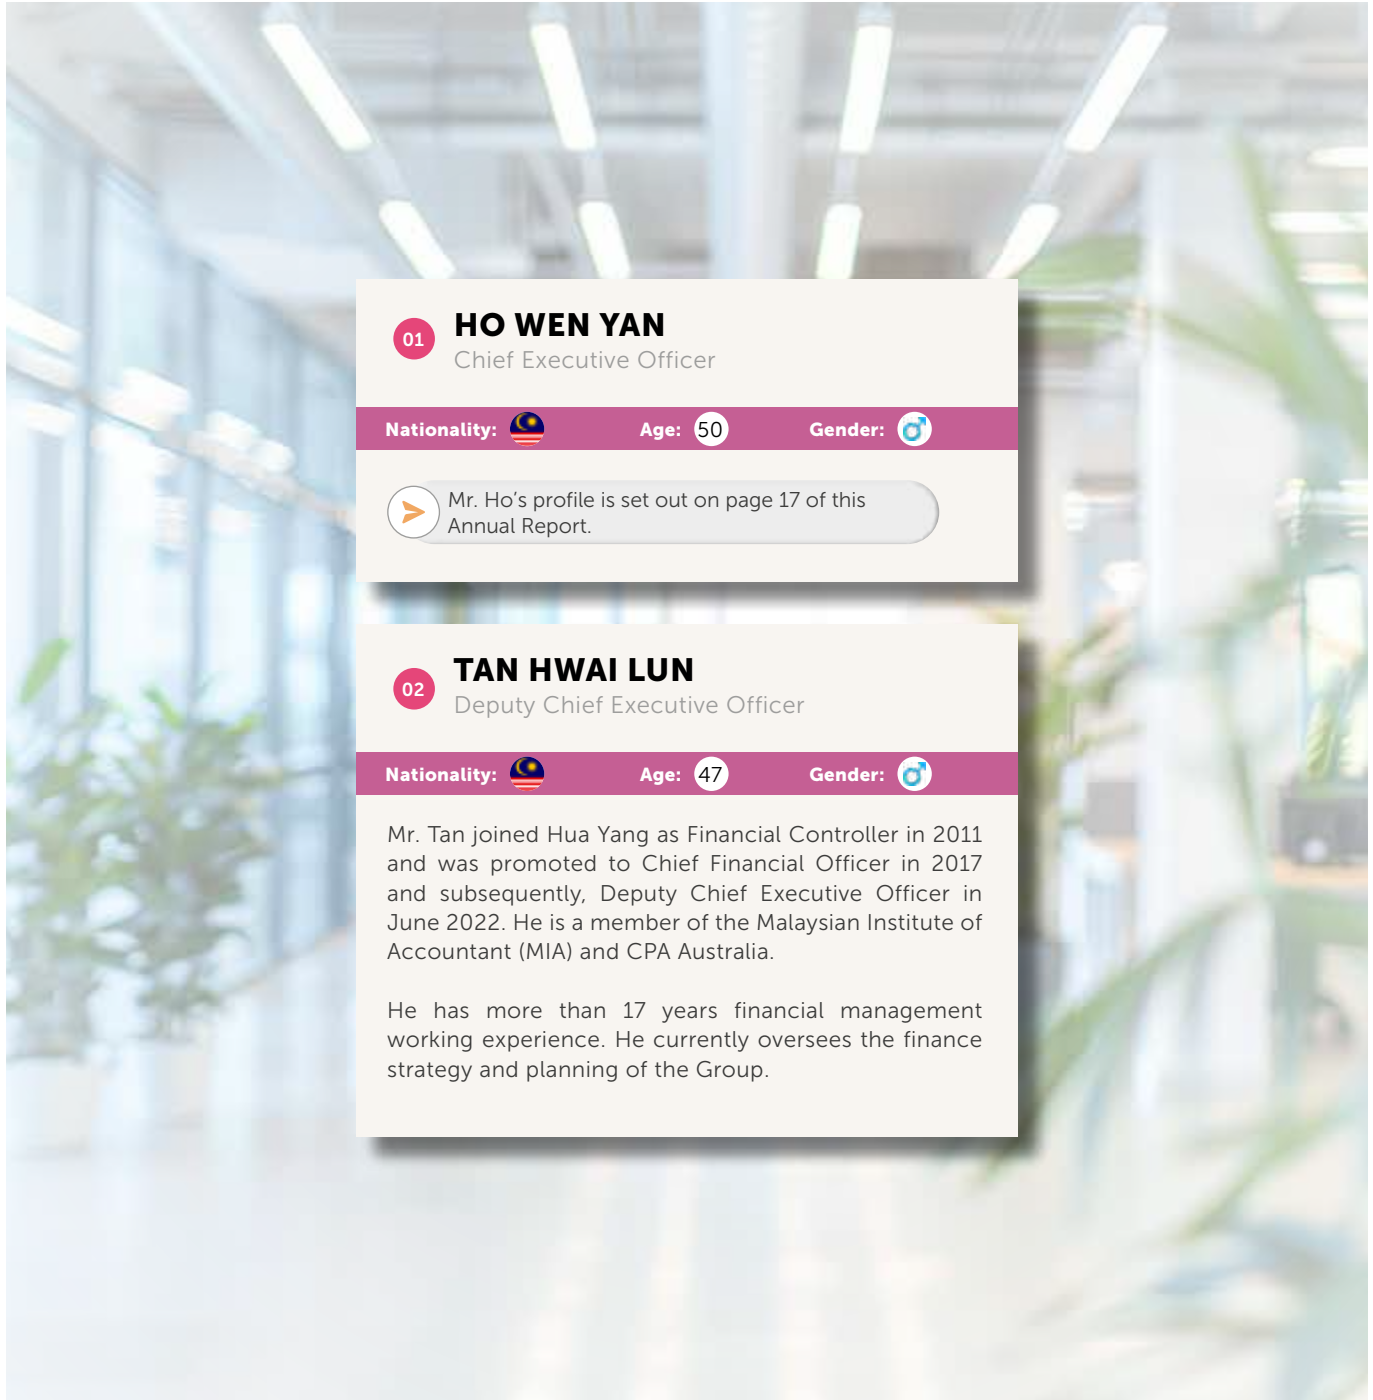 01
HO WEN YAN
Chief Executive Officer
Nationality: Age: 50 Gender:
Mr. Ho's profile is set out on page 17 of this
Annual Report.
02
TAN HWAI LUN
Deputy Chief Executive Officer
Nationality: Age: 47 Gender:
Mr. Tan joined Hua Yang as Financial Controller in 2011
and was promoted to Chief Financial Officer in 2017
and subsequently, Deputy Chief Executive Officer in
June 2022. He is a member of the Malaysian Institute of
Accountant (MIA) and CPA Australia.
He has more than 17 years financial management
working experience. He currently oversees the finance
strategy and planning of the Group.